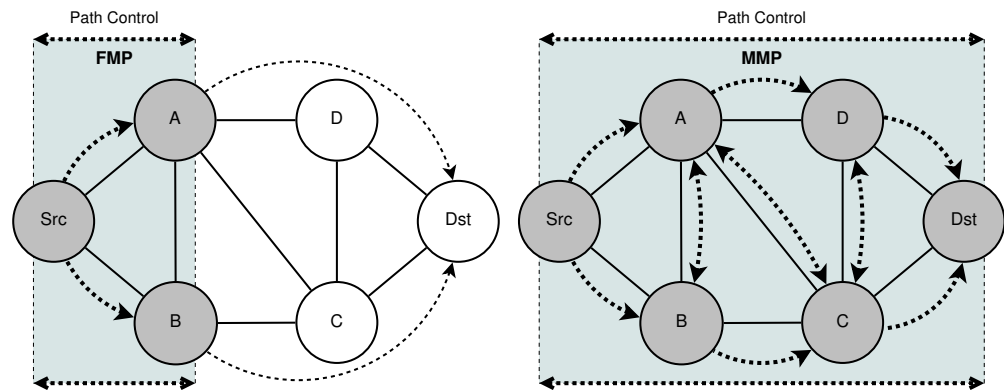 Path Control
FMP
A
D
Src
Dst
B
C
Path Control
MMP
A
D
Src
Dst
B
C